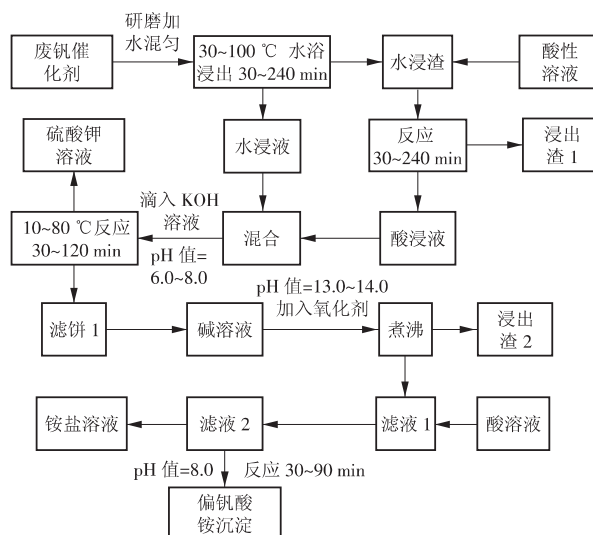 研磨加
水混匀
废钒催
化剂
30~100 ℃ 水浴
浸出 30~240 min
水浸渣
酸性
溶液
硫酸钾
溶液
水浸液
反应
30~240 min
浸出
渣 1
滴入 KOH
溶液
10~80 ℃反应
30~120 min
pH 值=
6.0~8.0
混合
酸浸液
pH 值=13.0~14.0
加入氧化剂
滤饼 1
碱溶液
煮沸
浸出
渣 2
铵盐溶液
滤液 2
滤液 1
酸溶液
pH 值=8.0
反应 30~90 min
偏钒酸
铵沉淀